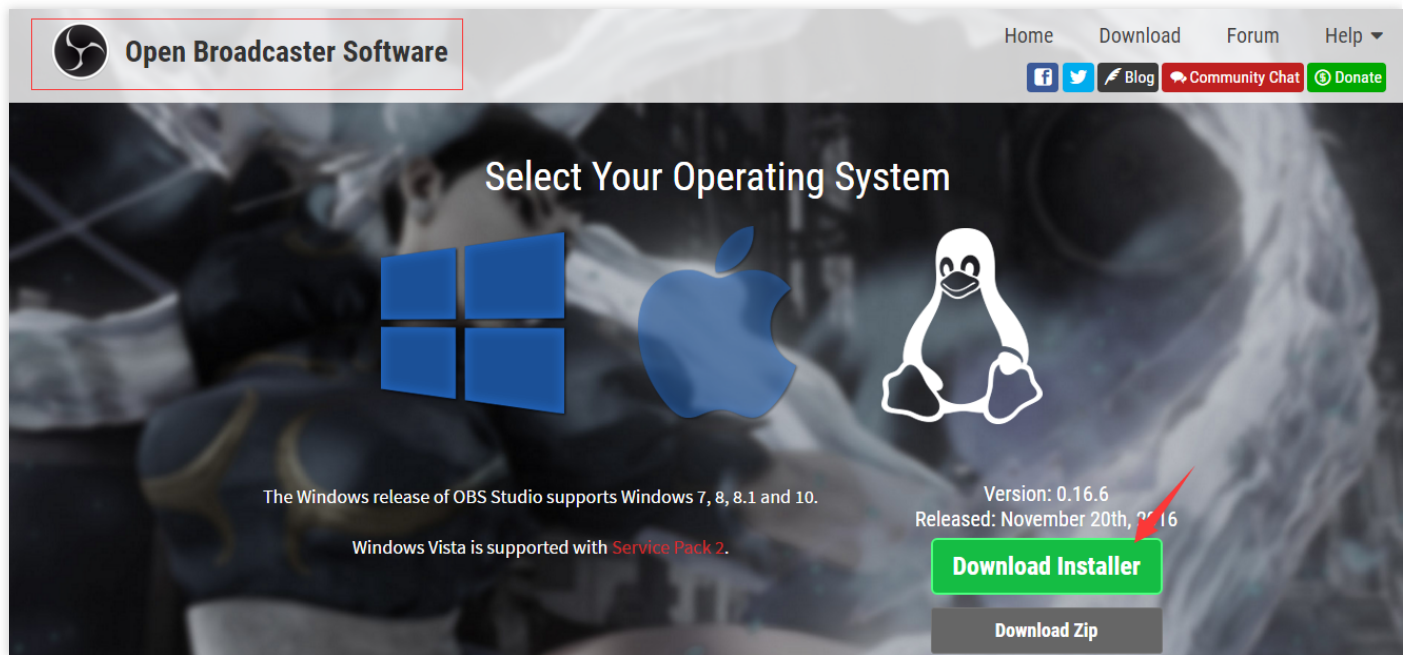 Open Broadcaster Software
Home Download Forum Help
Blog Community Chat Donate
Select Your Operating System
The Windows release of OBS Studio supports Windows 7, 8, 8.1 and 10.
Windows Vista is supported with Service Pack 2.
Version: 0.16.6
Released: November 20th, 2016
Download Installer
Download Zip